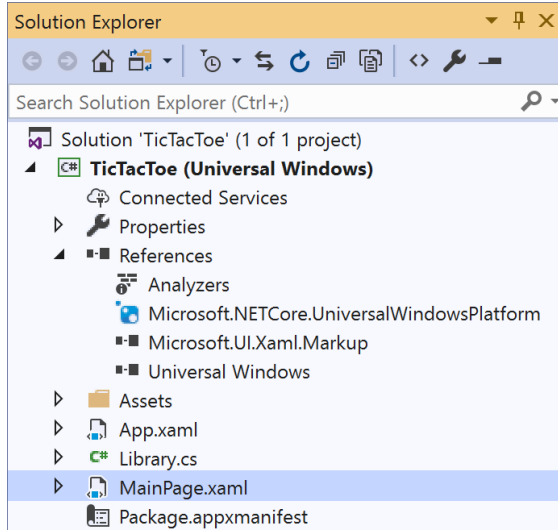 Solution Explorer
Search Solution Explorer (Ctrl+;)
Solution 'TicTacToe' (1 of 1 project)
C# TicTacToe (Universal Windows)
Connected Services
Properties
References
Analyzers
Microsoft.NETCore.UniversalWindowsPlatform
Microsoft.UI.Xaml.Markup
Universal Windows
Assets
App.xaml
C# Library.cs
MainPage.xaml
Package.appxmanifest